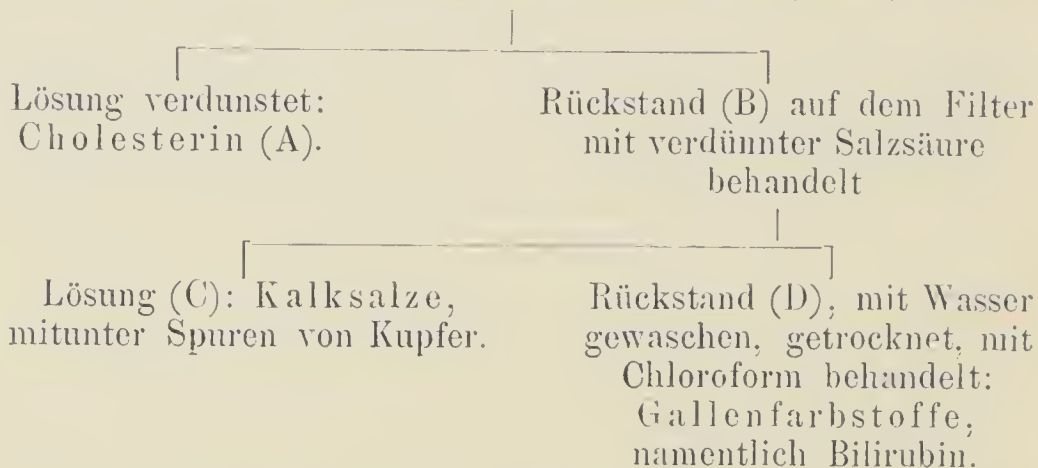 Lösung verdunstet:
Cholesterin (A).
Rückstand (B) auf dem Filter
mit verdünnter Salzsäure
behandelt
Lösung (C): Kalksalze,
mitunter Spuren von Kupfer.
Rückstand (D), mit Wasser
gewaschen, getrocknet, mit
Chloroform behandelt:
Gallenfarbstoffe,
namentlich Bilirubin.